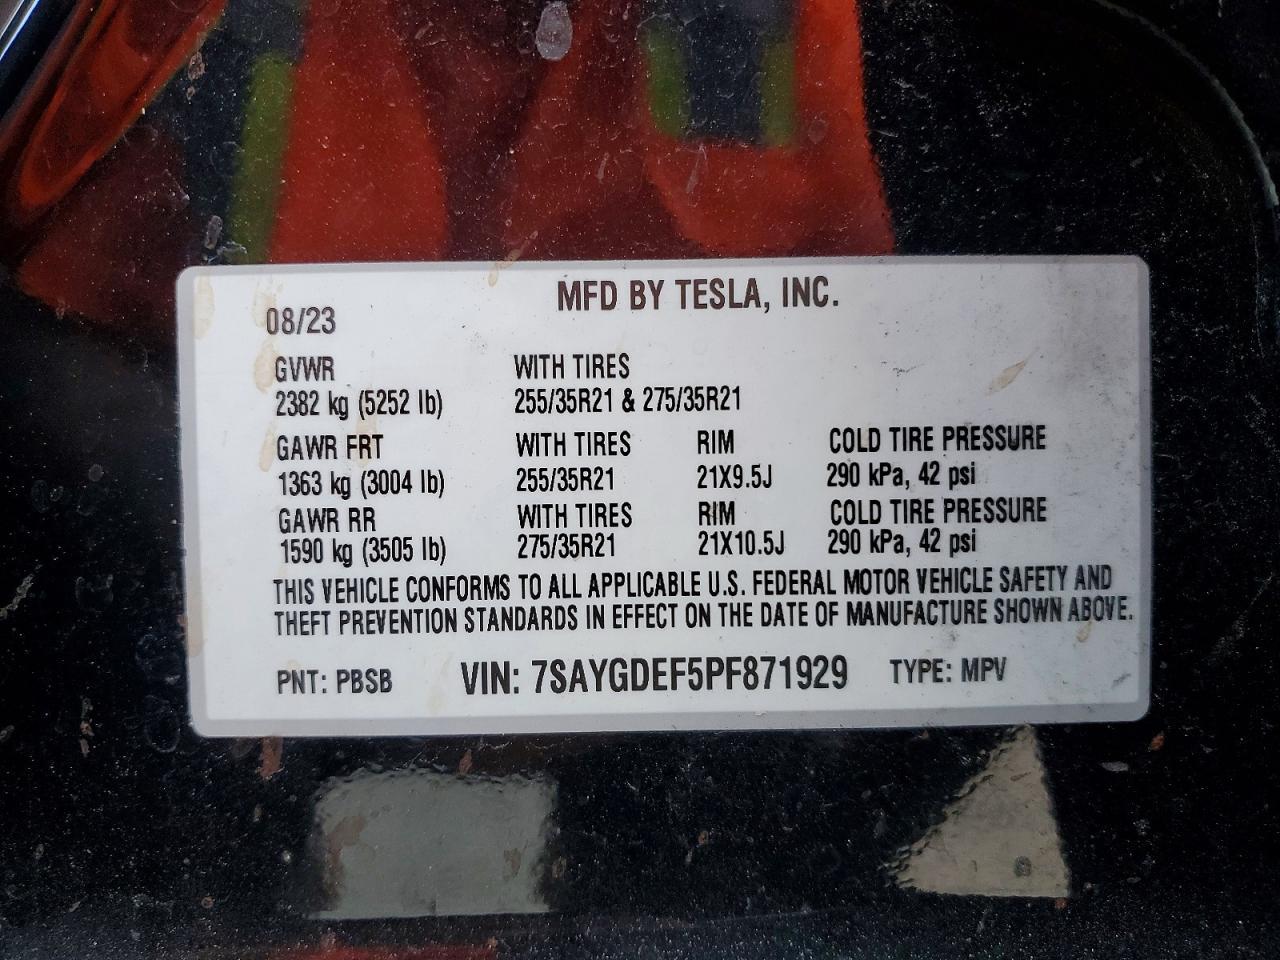 MFD BY TESLA, INC.
08/23
GVWR WITH TIRES
2382 kg (5252 lb) 255/35R21 & 275/35R21
GAWR FRT WITH TIRES RIM COLD TIRE PRESSURE
1363 kg (3004 lb) 255/35R21 21X9.5J 290 kPa, 42 psi
GAWR RR WITH TIRES RIM COLD TIRE PRESSURE
1590 kg (3505 lb) 275/35R21 21X10.5J 290 kPa, 42 psi
THIS VEHICLE CONFORMS TO ALL APPLICABLE U.S. FEDERAL MOTOR VEHICLE SAFETY AND
THEFT PREVENTION STANDARDS IN EFFECT ON THE DATE OF MANUFACTURE SHOWN ABOVE.
PNT: PBSB VIN: 7SAYGDEF5PF871929 TYPE: MPV